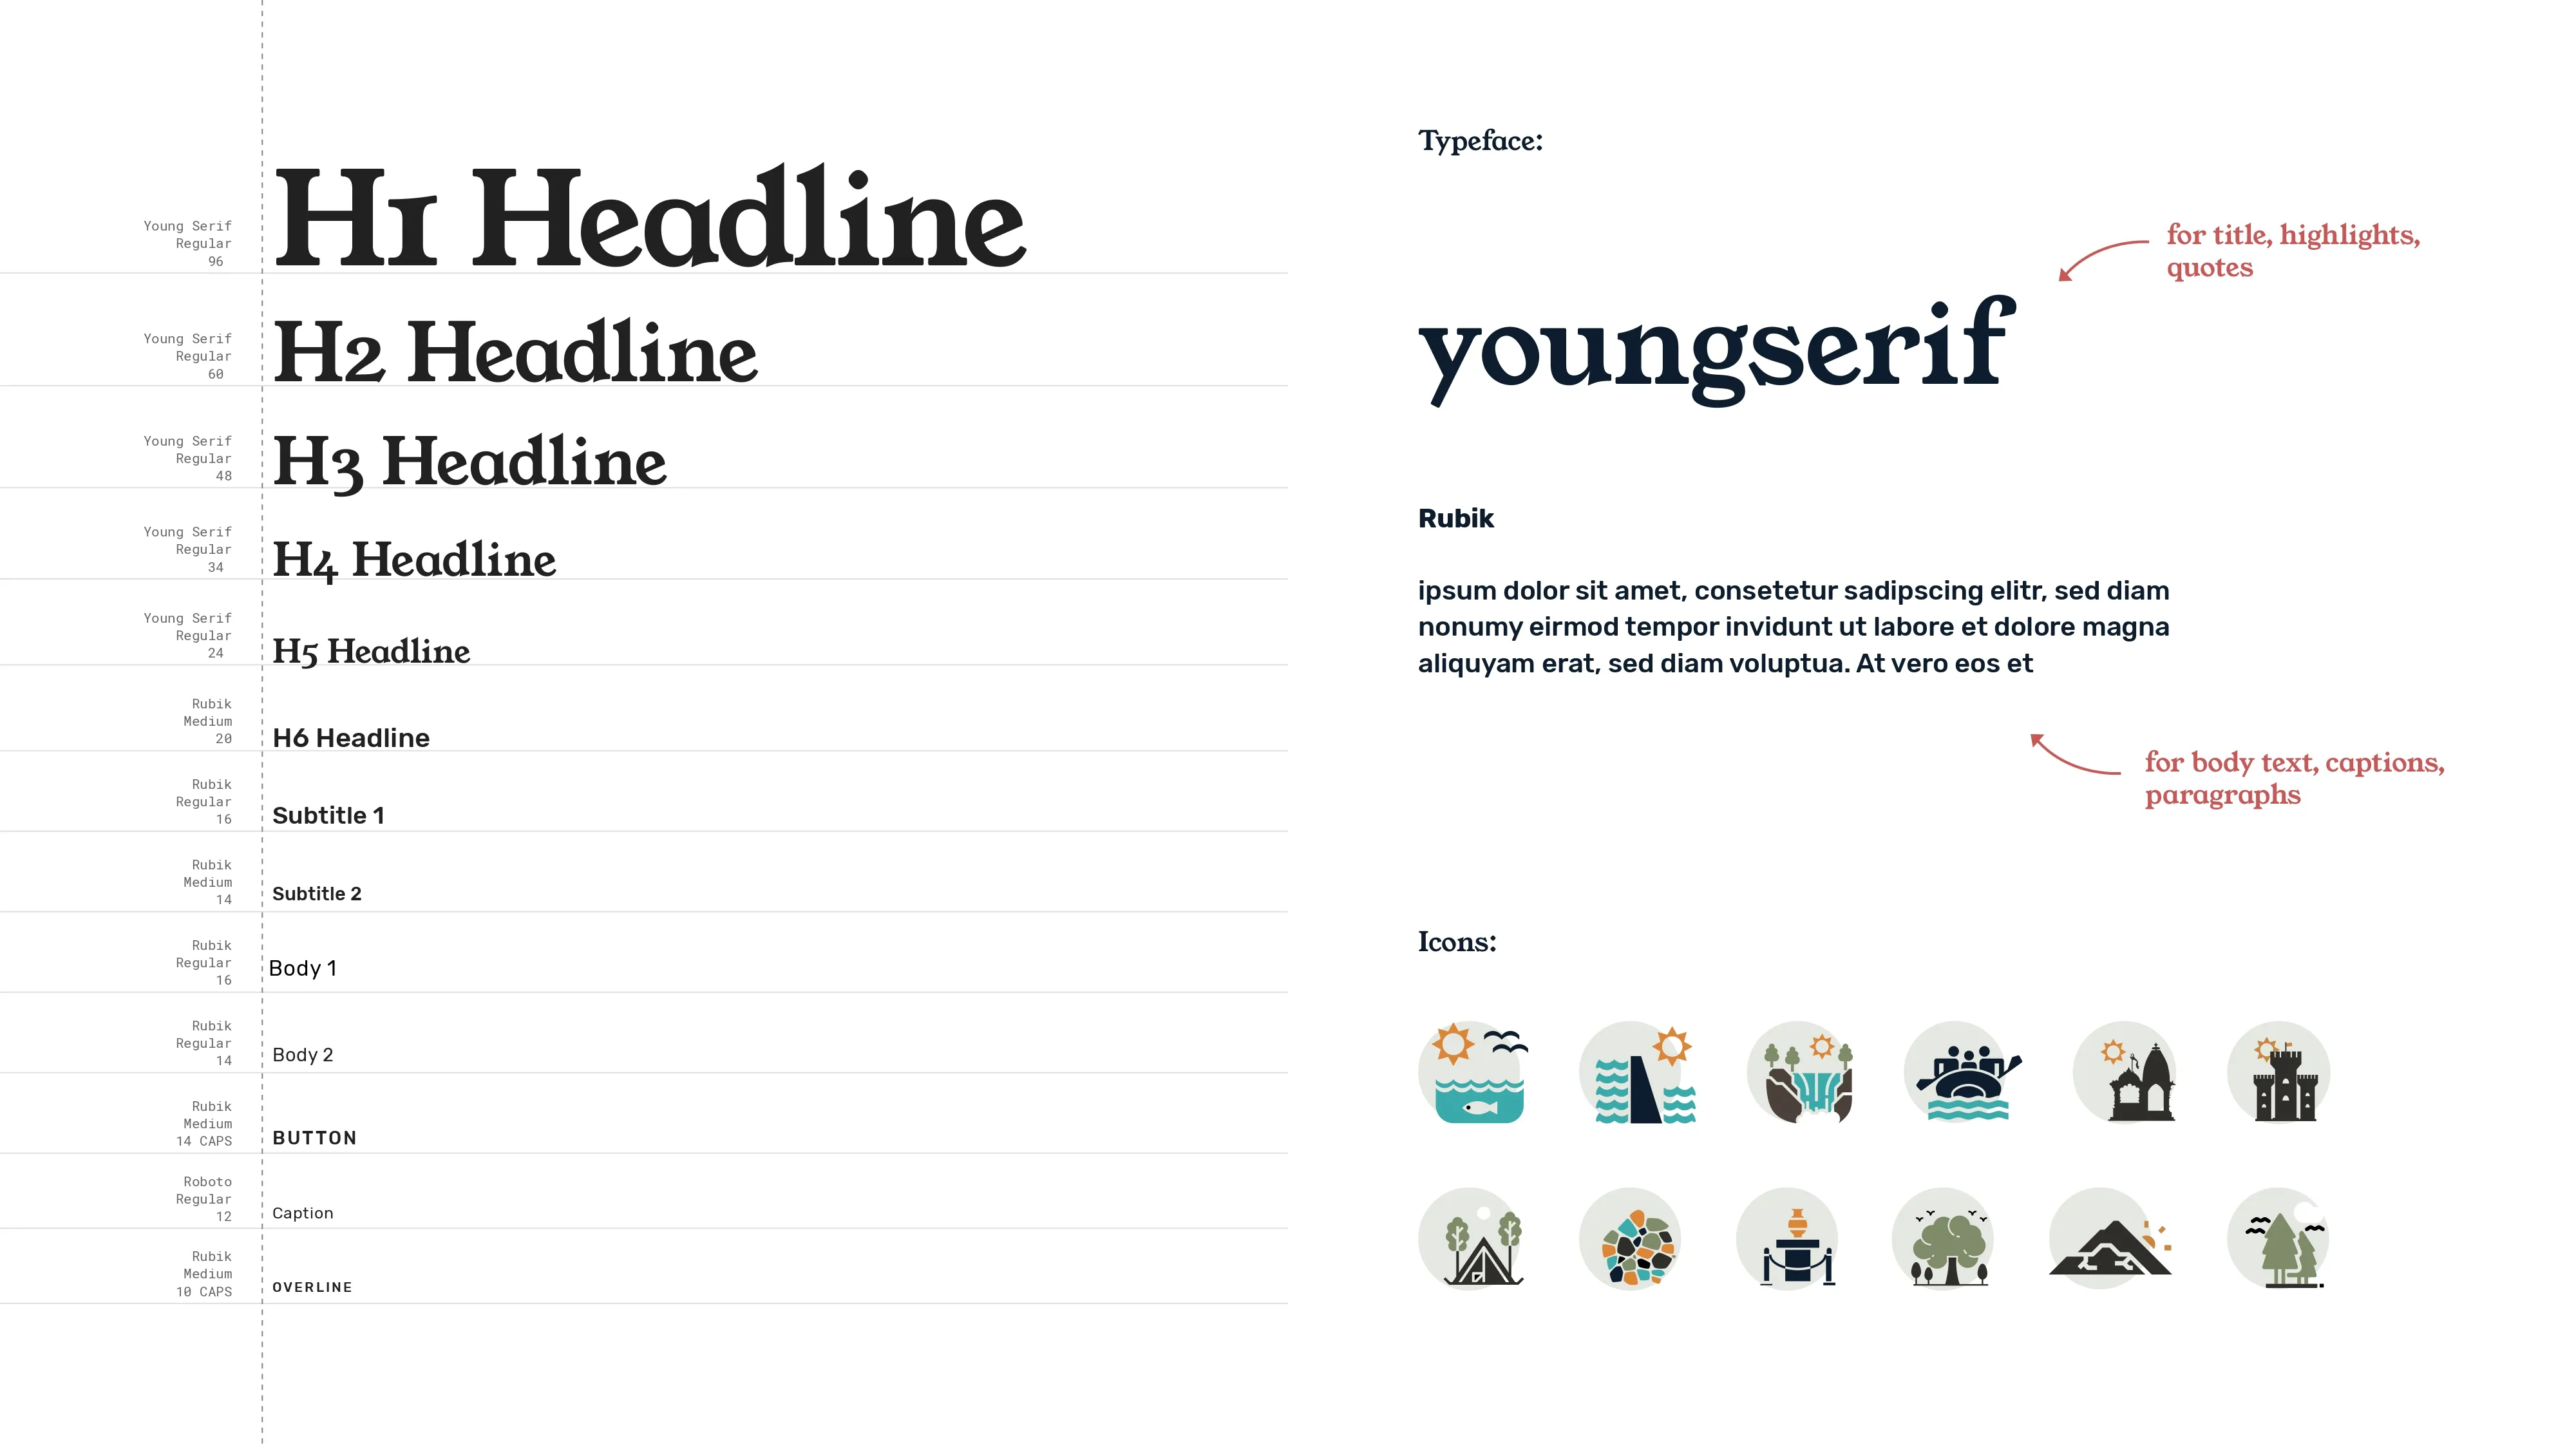 Young Serif
Regular
96
H1 Headline
Young Serif
Regular
60
H2 Headline
Young Serif
Regular
48
H3 Headline
Young Serif
Regular
34
H4 Headline
Young Serif
Regular
24
H5 Headline
Rubik
Medium
20
H6 Headline
Rubik
Regular
16
Subtitle 1
Rubik
Medium
14
Subtitle 2
Rubik
Regular
16
Body 1
Rubik
Regular
14
Body 2
Rubik
Medium
14 CAPS
BUTTON
Roboto
Regular
12
Caption
Rubik
Medium
10 CAPS
OVERLINE
Typeface:
for title, highlights,
quotes
youngserif
Rubik
ipsum dolor sit amet, consetetur sadipscing elitr, sed diam
nonumy eirmod tempor invidunt ut labore et dolore magna
aliquyam erat, sed diam voluptua. At vero eos et
for body text, captions,
paragraphs
Icons: